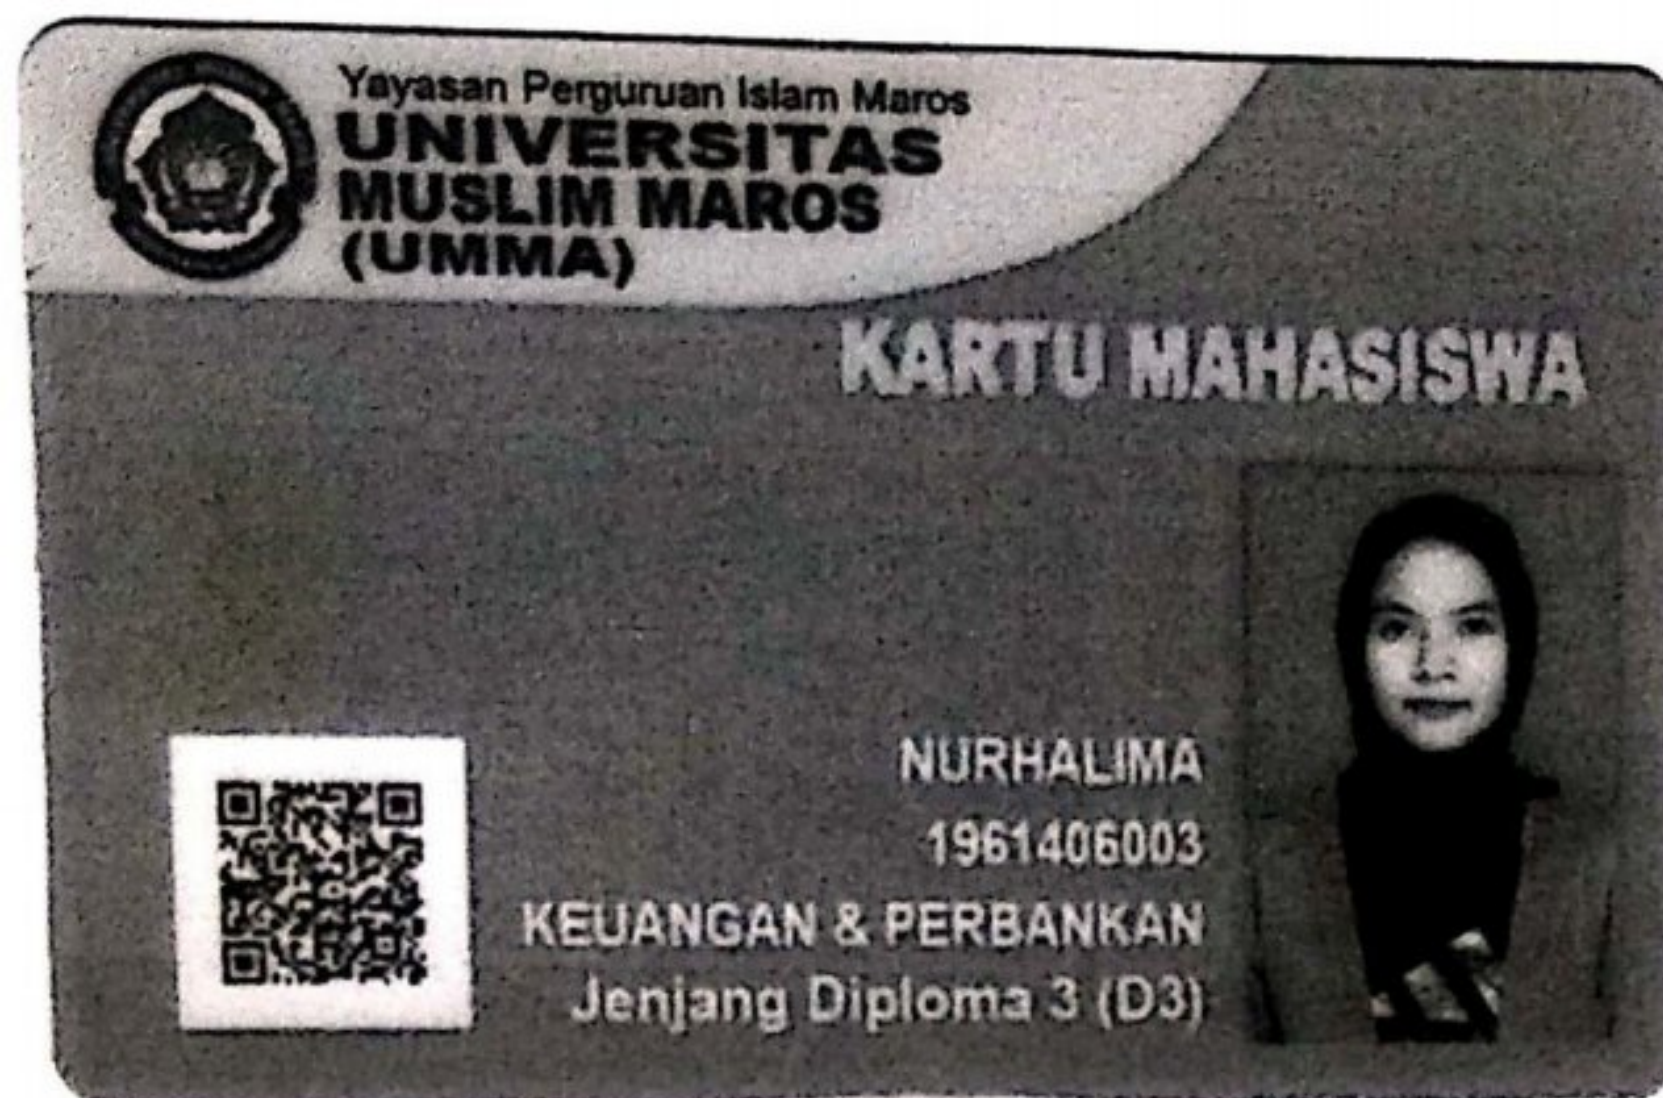 Yayasan Perguruan Islam Maros
UNIVERSITAS
MUSLIM MAROS
(UMMA)
KARTU MAHASISWA
NURHALIMA
1961406003
KEUANGAN & PERBANKAN
Jenjang Diploma 3 (D3)